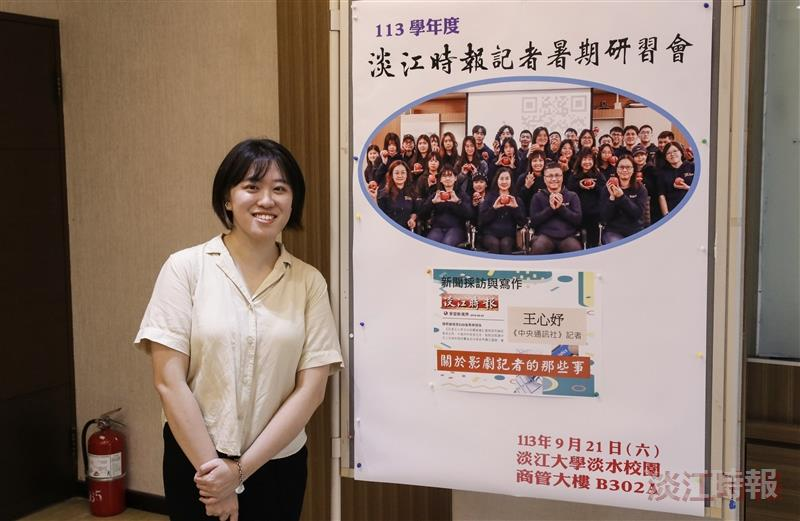 113 學年度
淡江時報記者暑期研習會
新聞採訪與寫作
淡江時報
王心妤
《中央通訊社》記者
關於影劇記者的那些事
113年 9 月 21 日(六)
淡江大學淡水校園
商管大樓 B302A
淡江時報